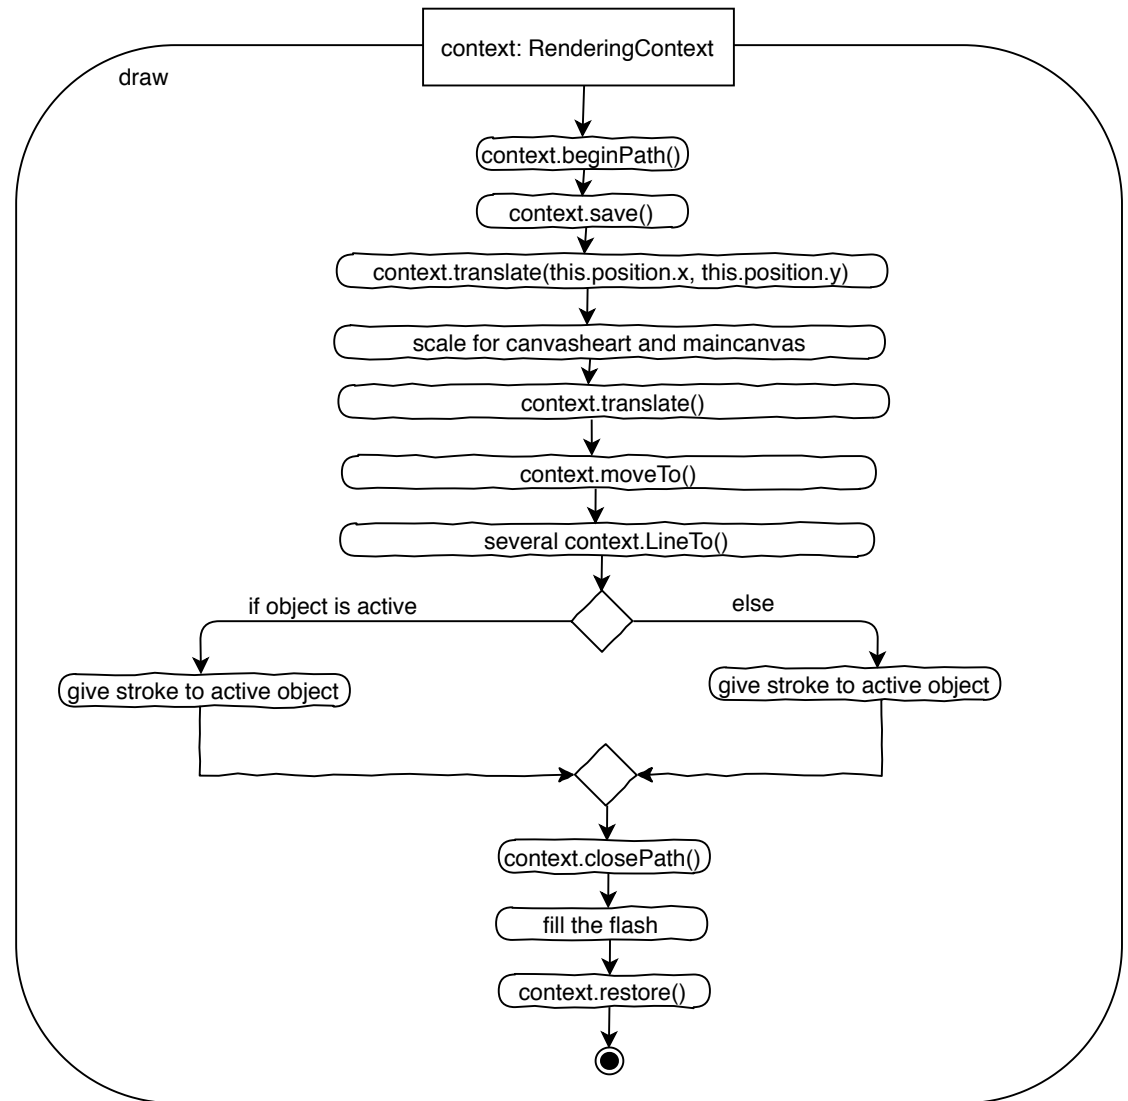 context: RenderingContext
draw
context.beginPath()
context.save()
context.translate(this.position.x, this.position.y)
scale for canvasheart and maincanvas
context.translate()
context.moveTo()
several context.LineTo()
if object is active
else
give stroke to active object
give stroke to active object
context.closePath()
fill the flash
context.restore()